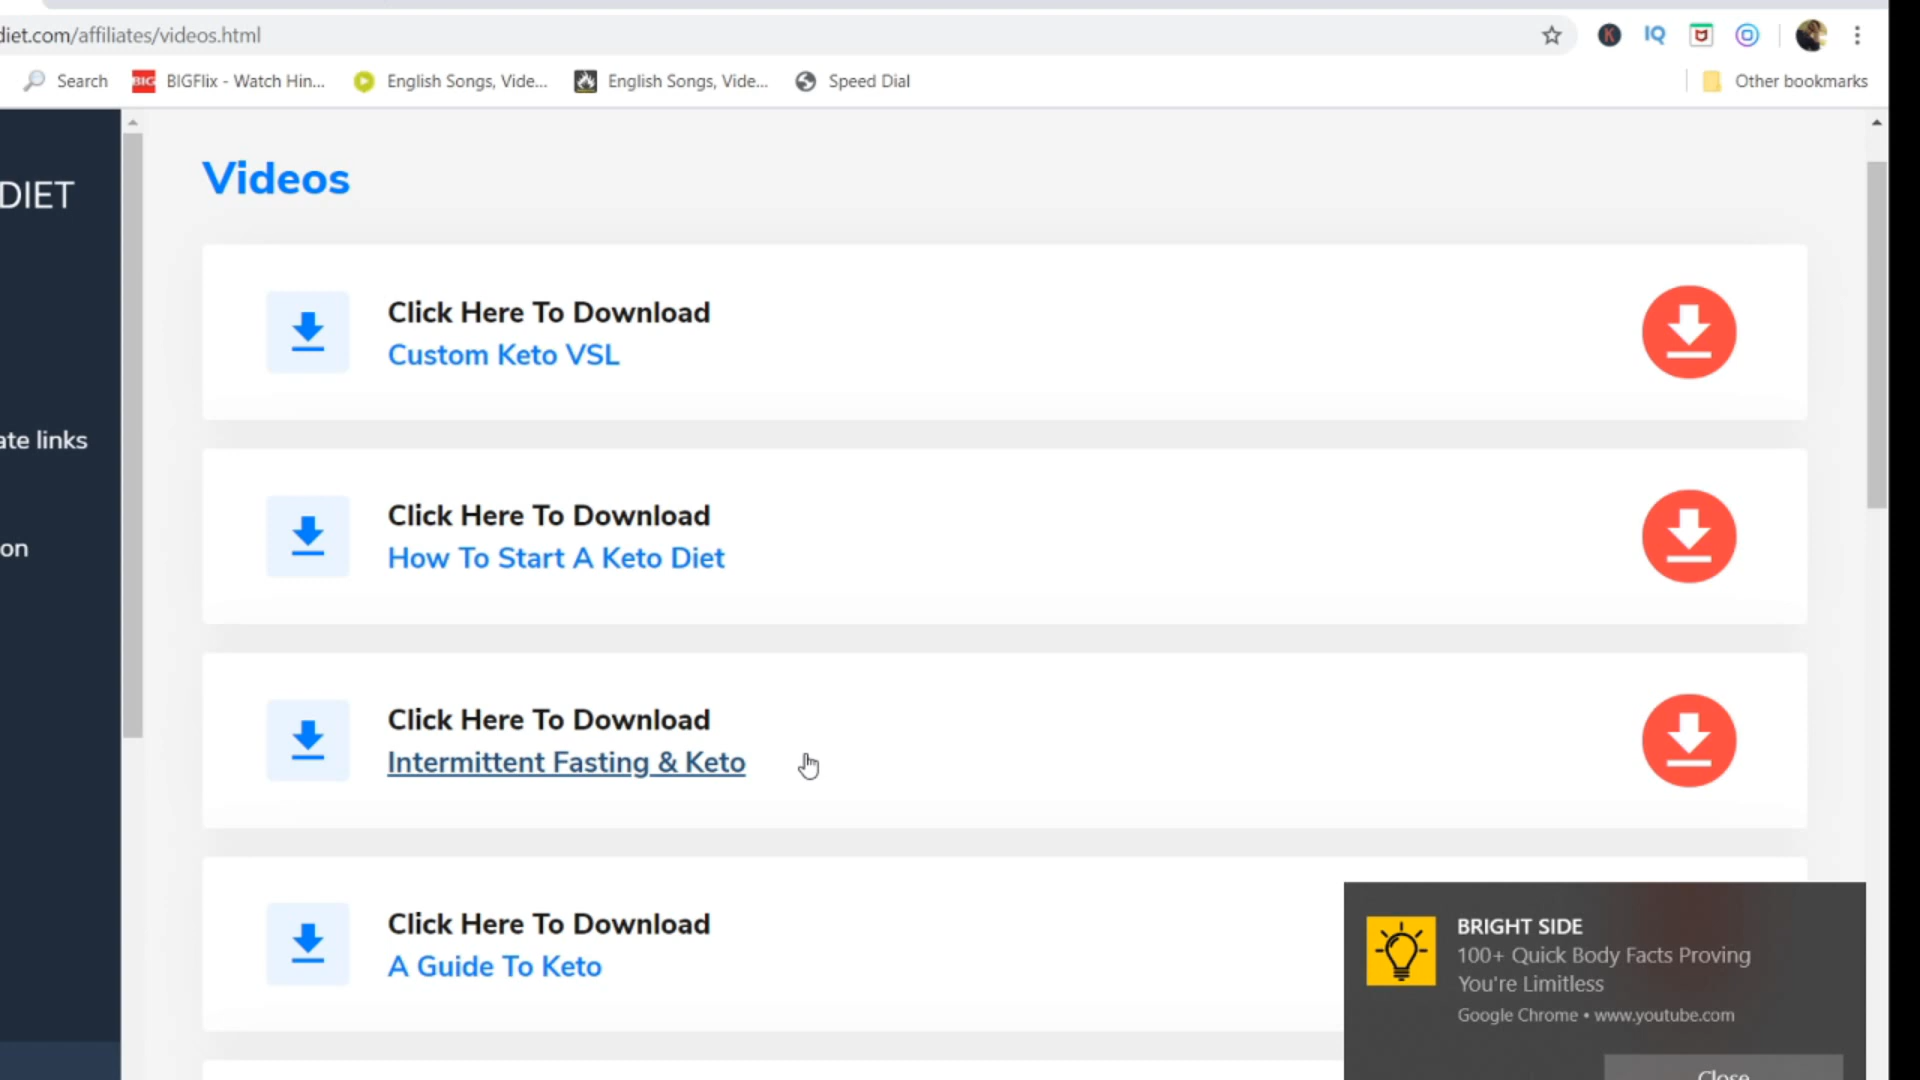 diet.com/affiliates/videos.html
IQ
Search
BIG
BIGFlix - Watch Hin...
English Songs, Vide...
English Songs, Vide...
Speed Dial
Other bookmarks
DIET
ate links
on
Videos
Click Here To Download
Custom Keto VSL
Click Here To Download
How To Start A Keto Diet
Click Here To Download
Intermittent Fasting & Keto
Click Here To Download
A Guide To Keto
BRIGHT SIDE
100+ Quick Body Facts Proving
You're Limitless
Google Chrome • www.youtube.com
Close